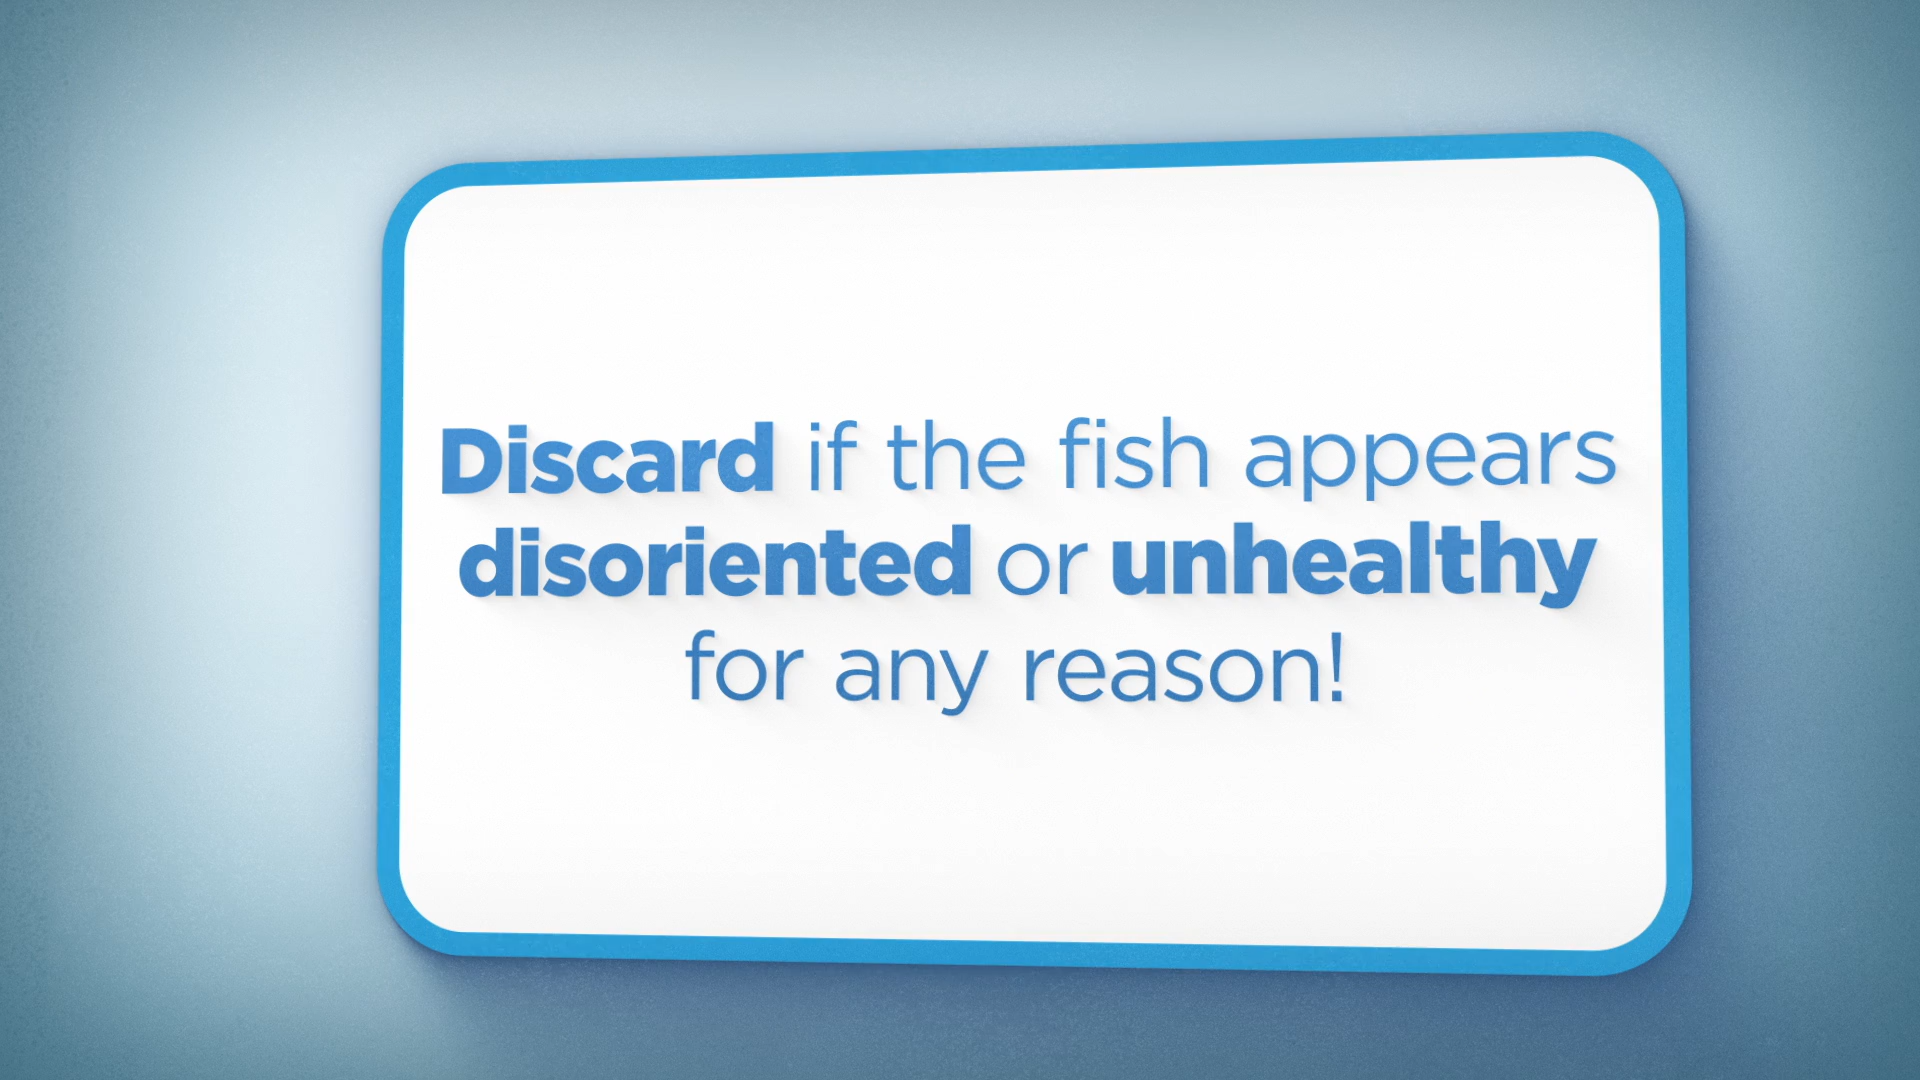 Discard if the fish appears
disoriented or unhealthy
for any reason!